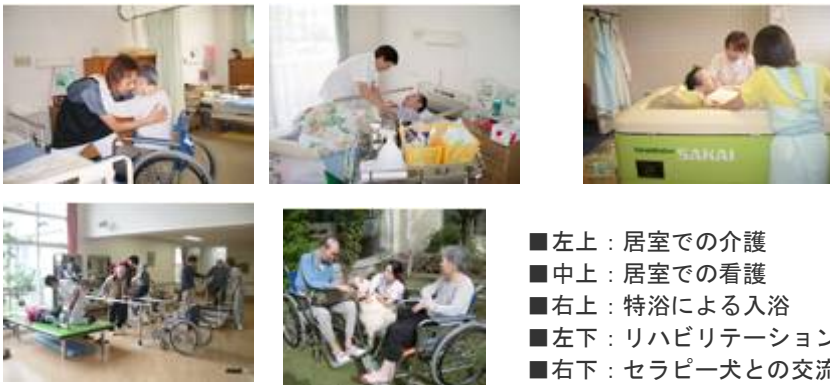 SAKAI
■左上：居室での介護
■中上：居室での看護
■右上：特浴による入浴
■左下：リハビリテーション
■右下：セラピー犬との交流